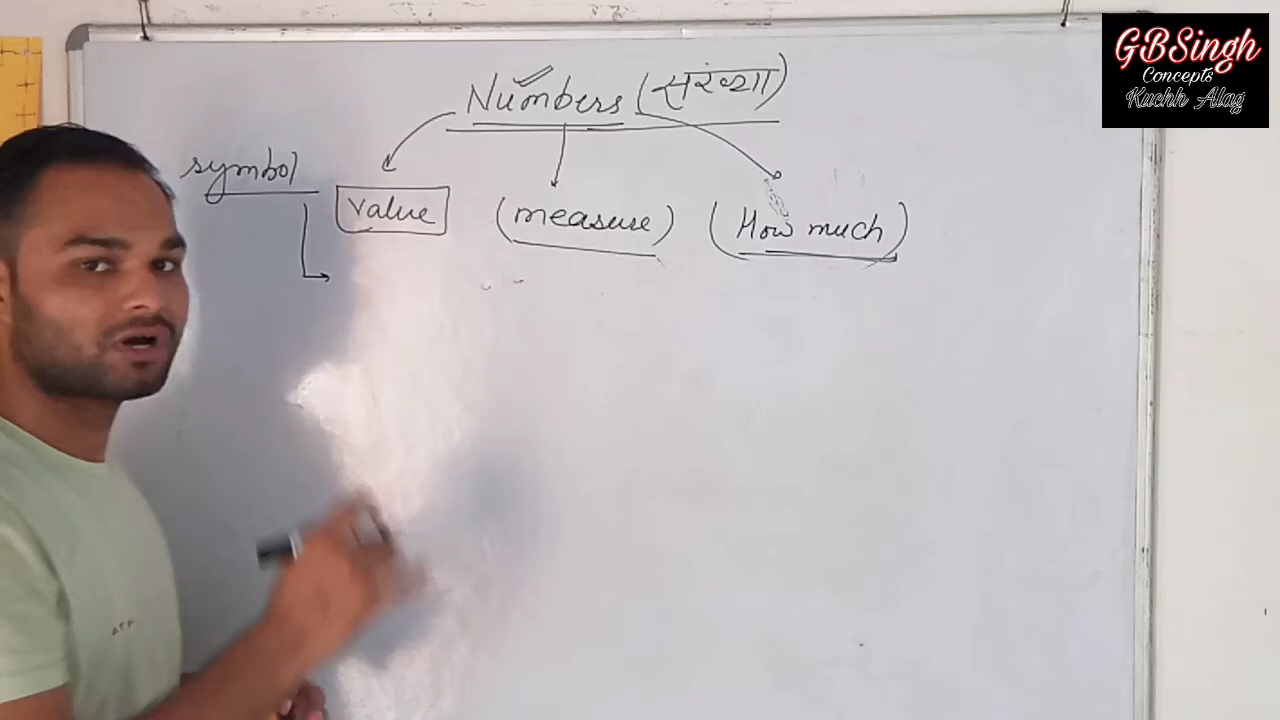 GBSingh
Concepts
Kuchh Alag
Numbers (संख्या)
symbol
value (measure) (How much)